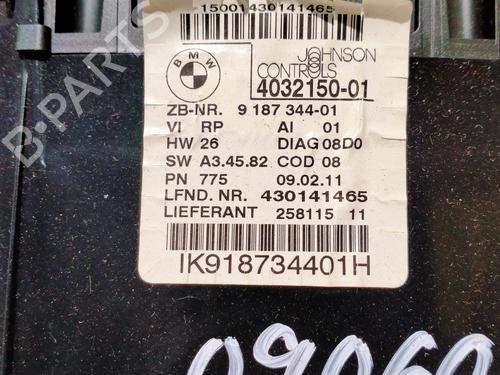 15001430141465
BMW
JOHNSON
CONTROLS
4032150-01
ZB-NR. 9 187 344-01
VI RP AI 01
HW 26 DIAG 08D0
SW A3.45.82 COD 08
PN 775 09.02.11
LFND. NR. 430141465
LIEFERANT 258115 11
IK918734401H